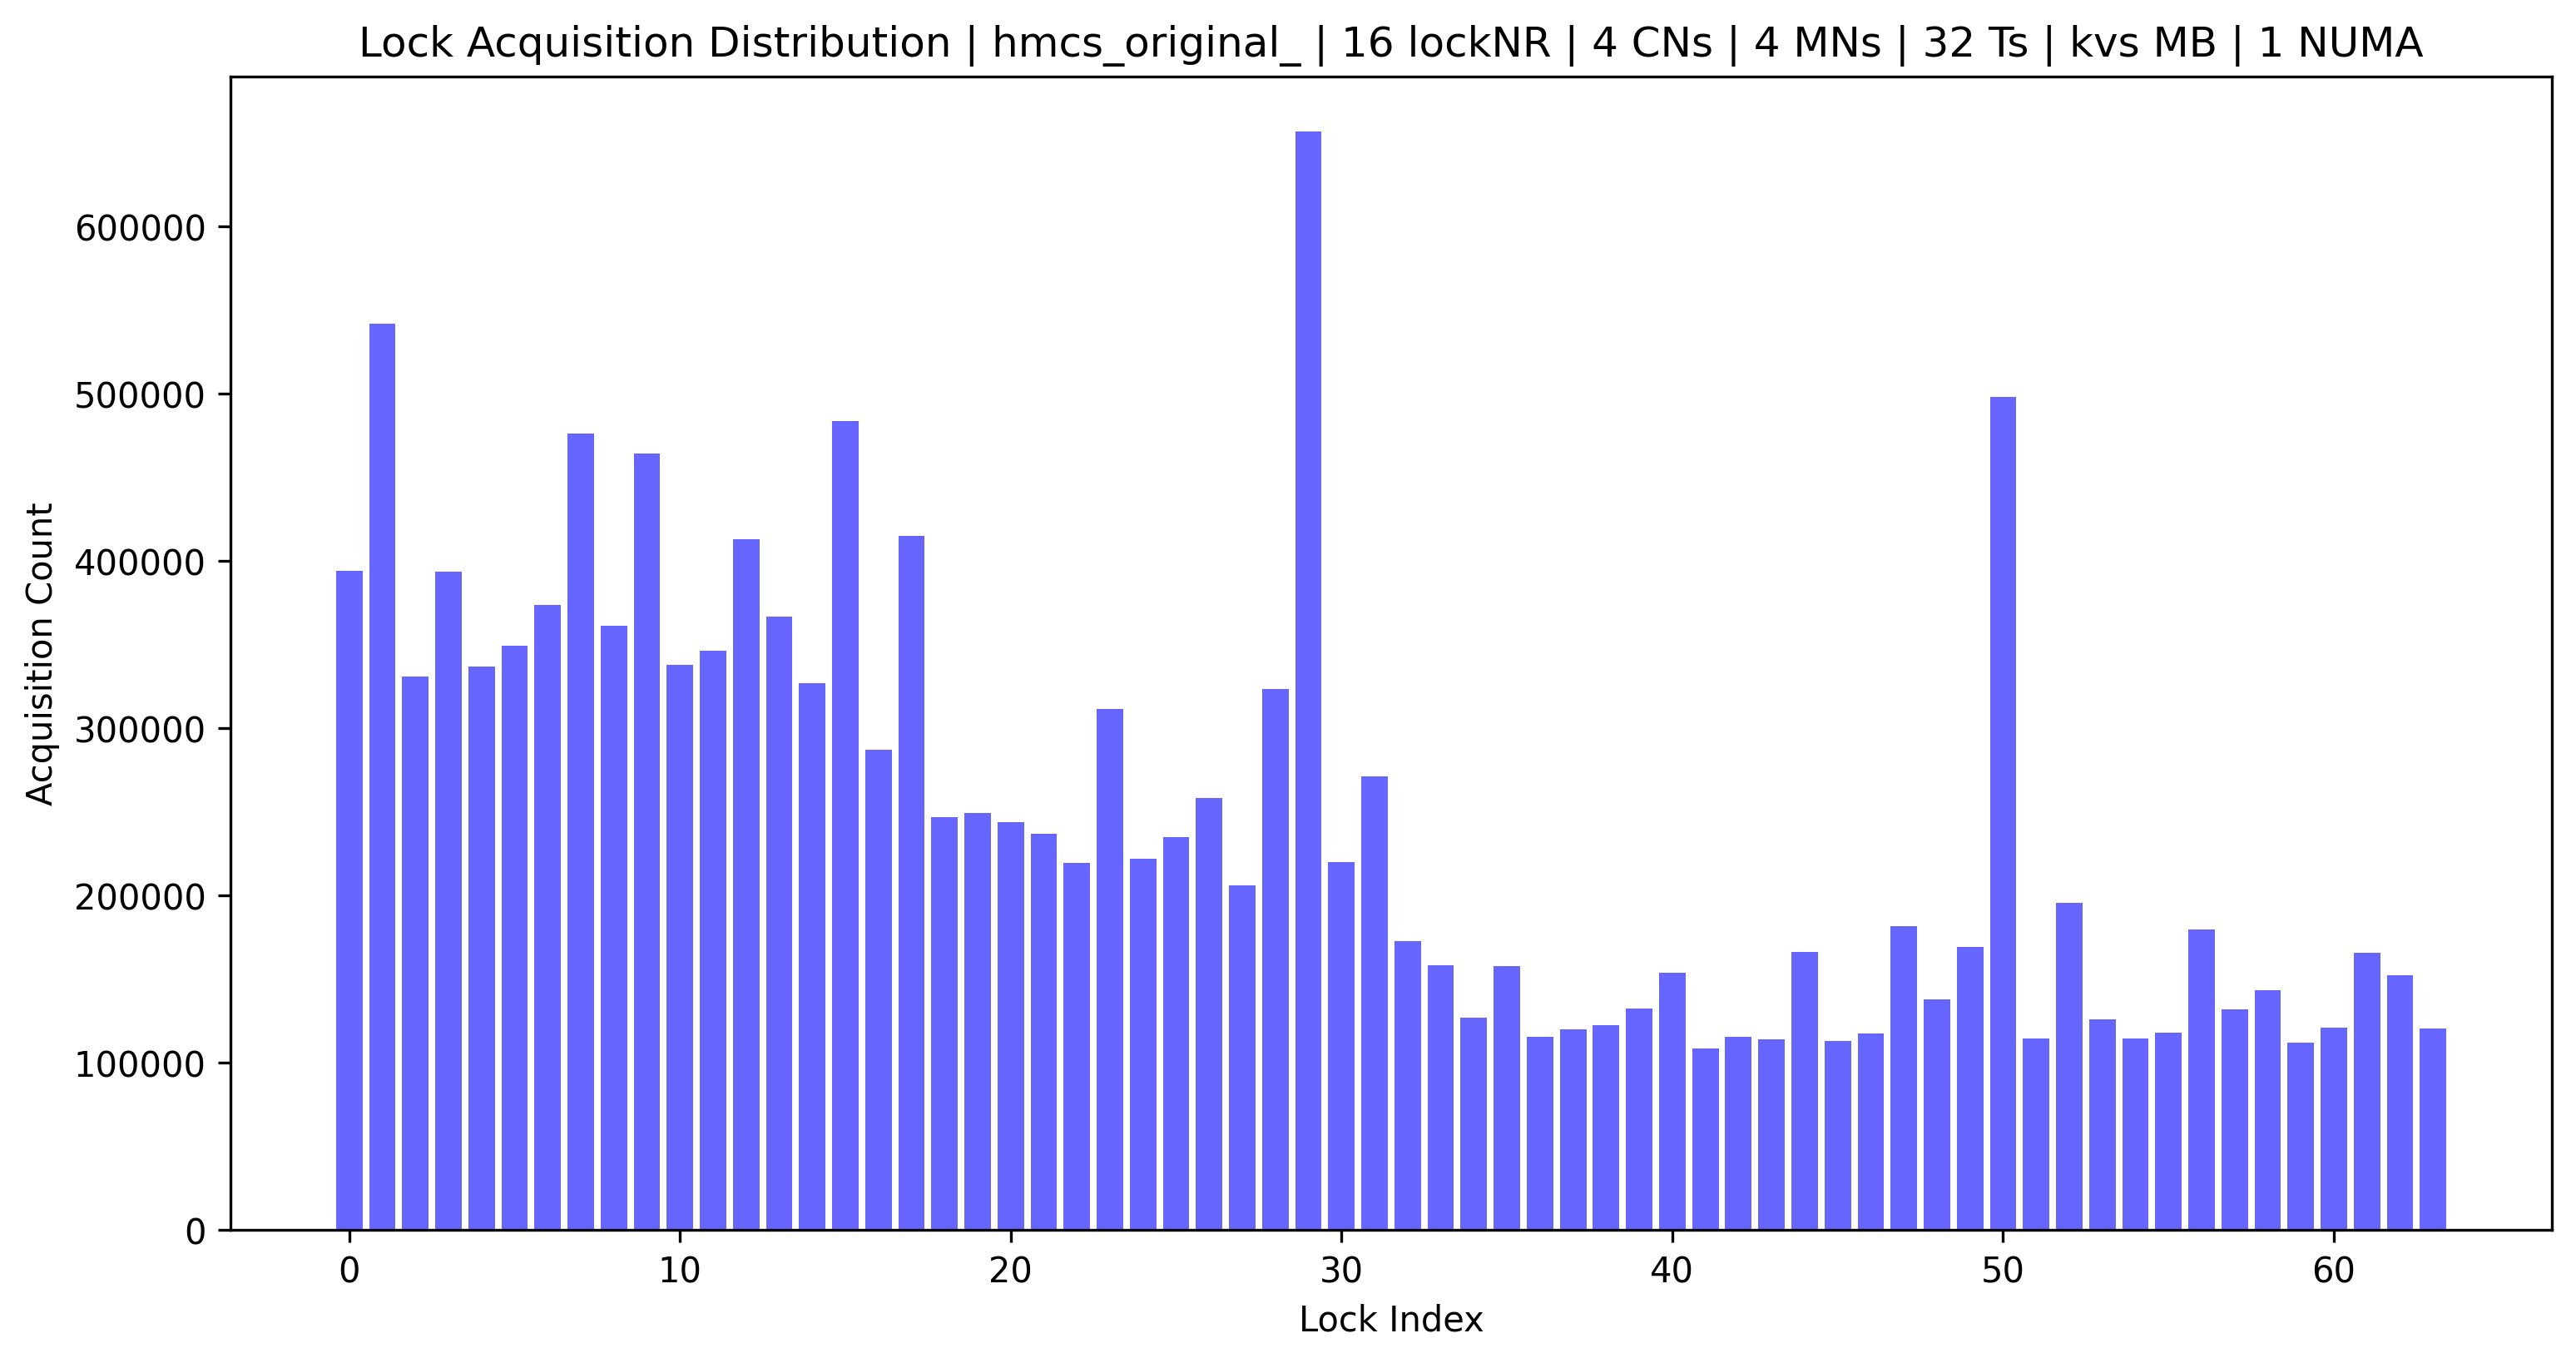 Lock Acquisition Distribution | hmcs_original_ | 16 lockNR | 4 CNs | 4 MNs | 32 Ts | kvs MB | 1 NUMA
Acquisition Count
600000
500000
400000
300000
200000
100000
0
0 10 20 30 40 50 60
Lock Index